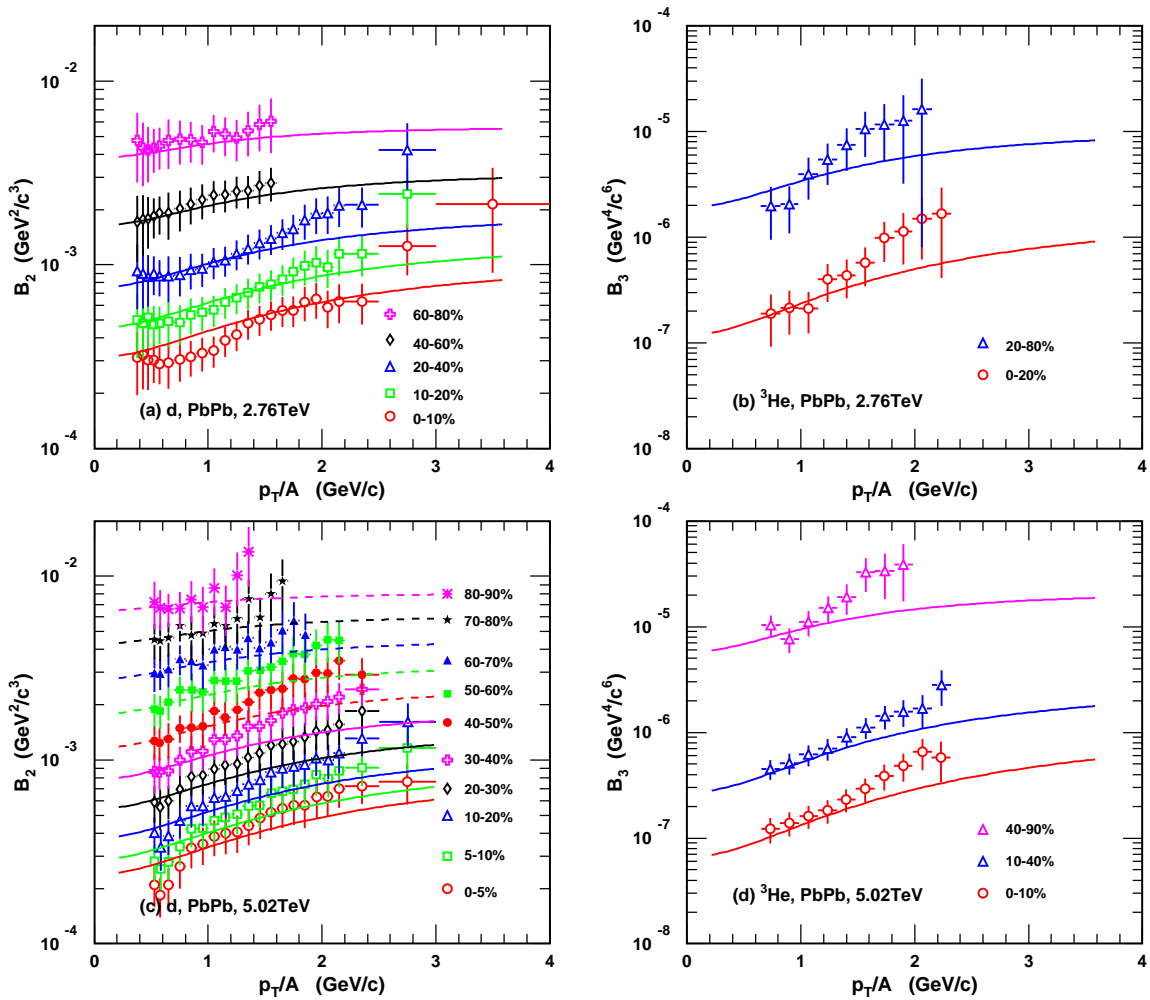 10⁻²
10⁻³
10⁻⁴
B₂ (GeV²/c³)
60-80%
40-60%
20-40%
10-20%
0-10%
(a) d, PbPb, 2.76TeV
0 1 2 3 4
p_T/A (GeV/c)
10⁻⁴
10⁻⁵
10⁻⁶
10⁻⁷
10⁻⁸
B₃ (GeV⁴/c⁶)
20-80%
0-20%
(b) ³He, PbPb, 2.76TeV
0 1 2 3 4
p_T/A (GeV/c)
10⁻²
10⁻³
10⁻⁴
B₂ (GeV²/c³)
80-90%
70-80%
60-70%
50-60%
40-50%
30-40%
20-30%
10-20%
5-10%
0-5%
(c) d, PbPb, 5.02TeV
0 1 2 3 4
p_T/A (GeV/c)
10⁻⁴
10⁻⁵
10⁻⁶
10⁻⁷
10⁻⁸
B₃ (GeV⁴/c⁶)
40-90%
10-40%
0-10%
(d) ³He, PbPb, 5.02TeV
0 1 2 3 4
p_T/A (GeV/c)